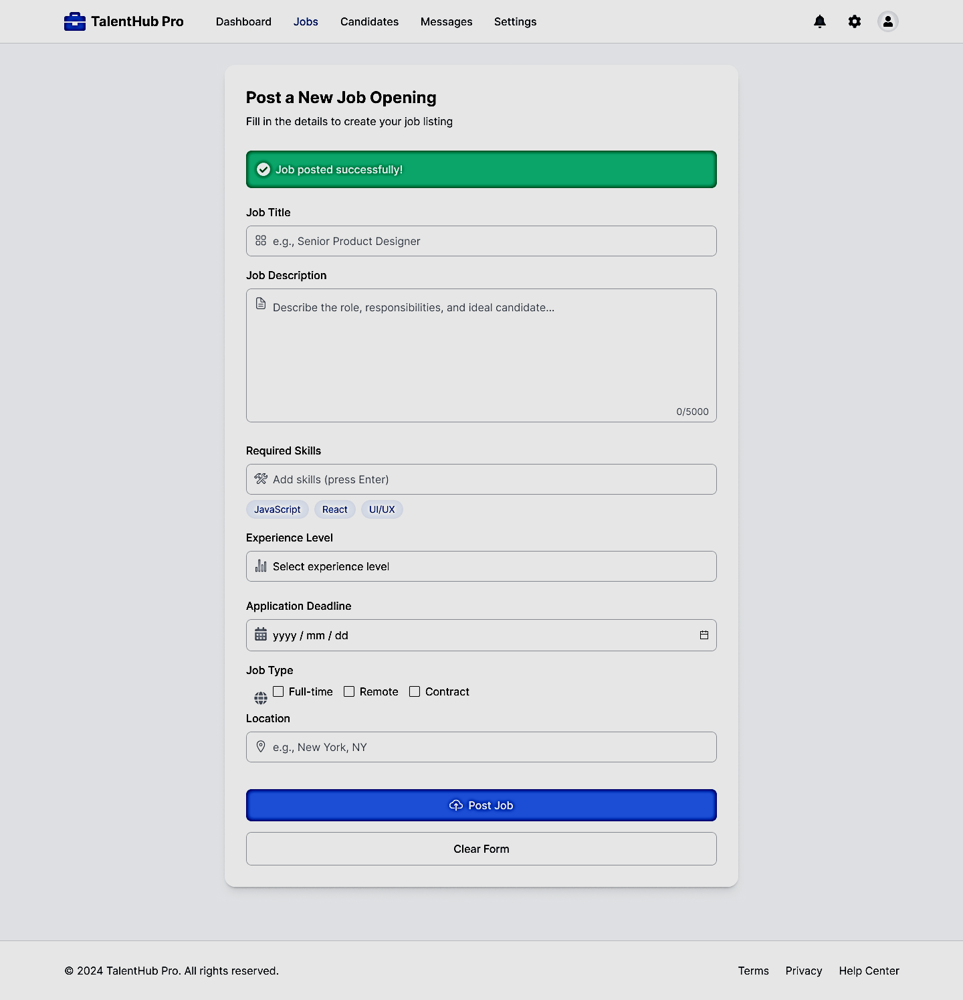 TalentHub Pro
Dashboard
Jobs
Candidates
Messages
Settings
Post a New Job Opening
Fill in the details to create your job listing
Job posted successfully!
Job Title
e.g., Senior Product Designer
Job Description
Describe the role, responsibilities, and ideal candidate...
0/5000
Required Skills
Add skills (press Enter)
JavaScript
React
UI/UX
Experience Level
Select experience level
Application Deadline
yyyy / mm / dd
Job Type
Full-time
Remote
Contract
Location
e.g., New York, NY
Post Job
Clear Form
© 2024 TalentHub Pro. All rights reserved.
Terms
Privacy
Help Center